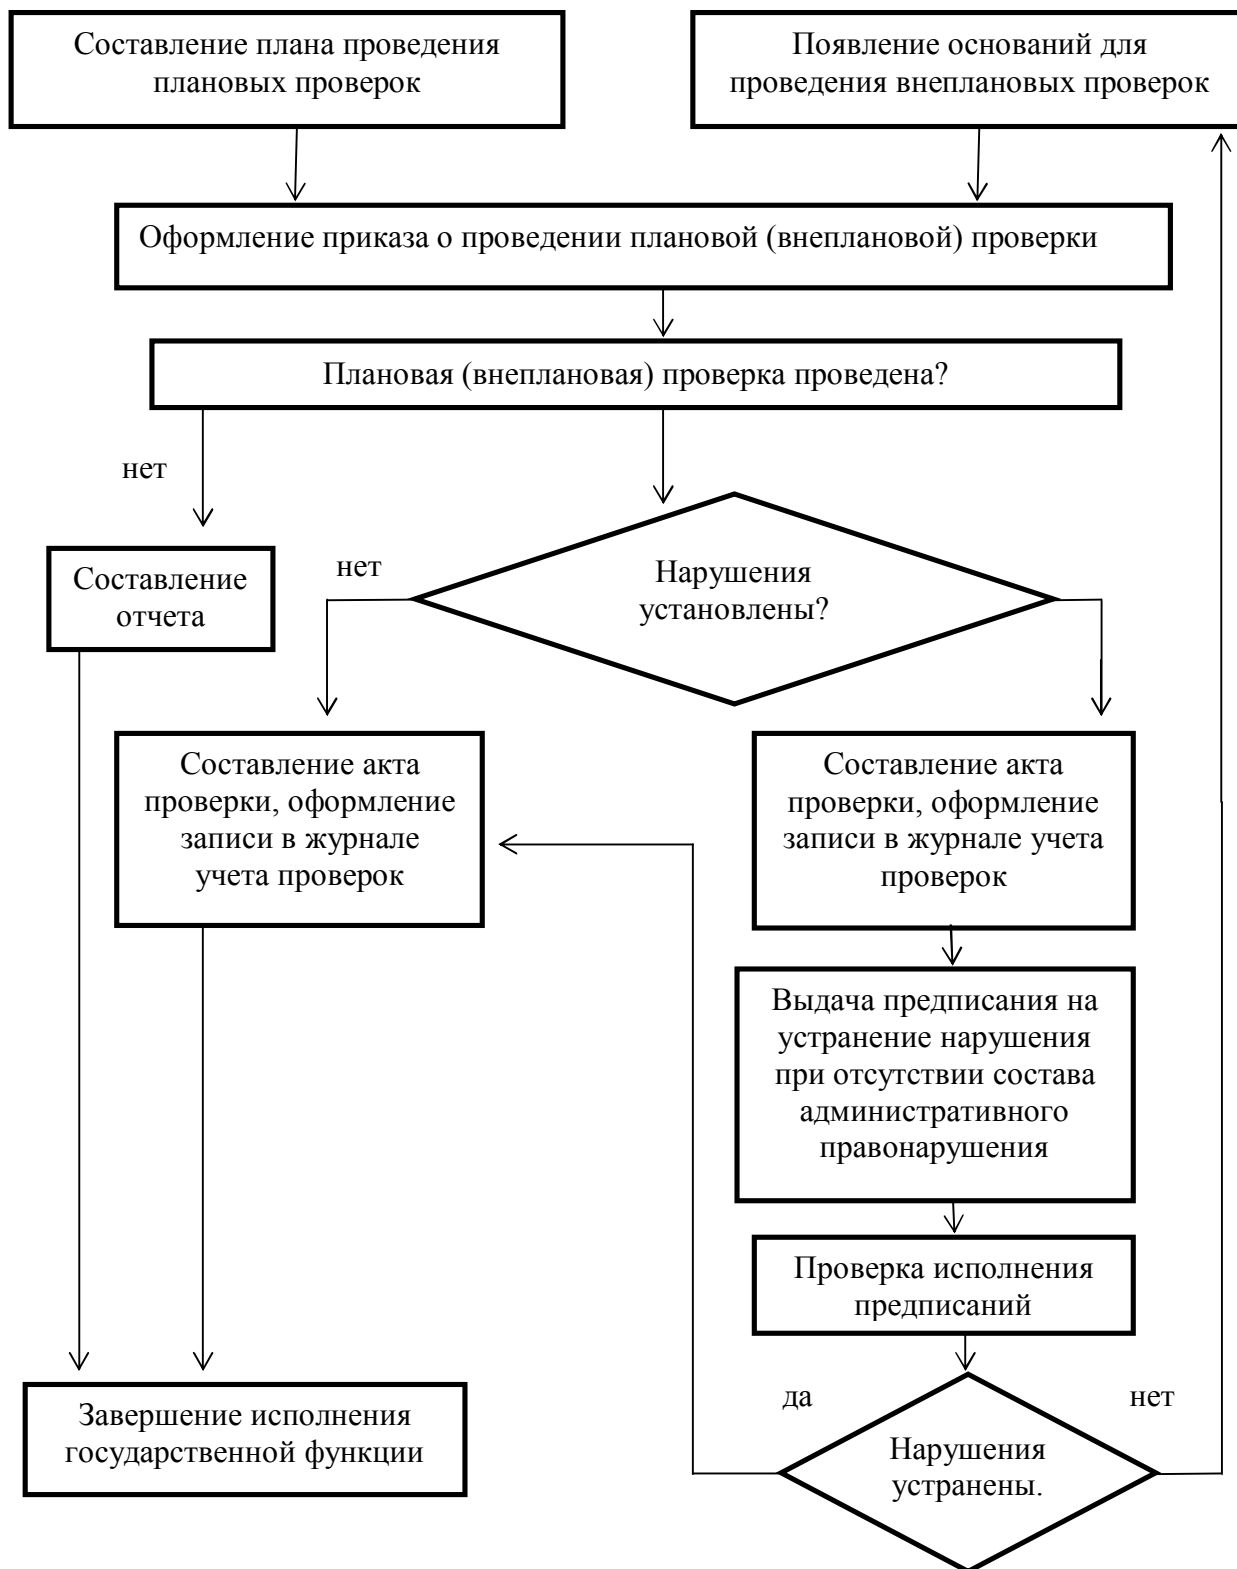 Составление плана проведения
плановых проверок
Появление оснований для
проведения внеплановых проверок
Оформление приказа о проведении плановой (внеплановой) проверки
Плановая (внеплановая) проверка проведена?
нет
Составление
отчета
нет
Нарушения
установлены?
Составление акта
проверки, оформление
записи в журнале
учета проверок
Составление акта
проверки, оформление
записи в журнале учета
проверок
Выдача предписания на
устранение нарушения
при отсутствии состава
административного
правонарушения
Проверка исполнения
предписаний
да
нет
Нарушения
устранены.
Завершение исполнения
государственной функции